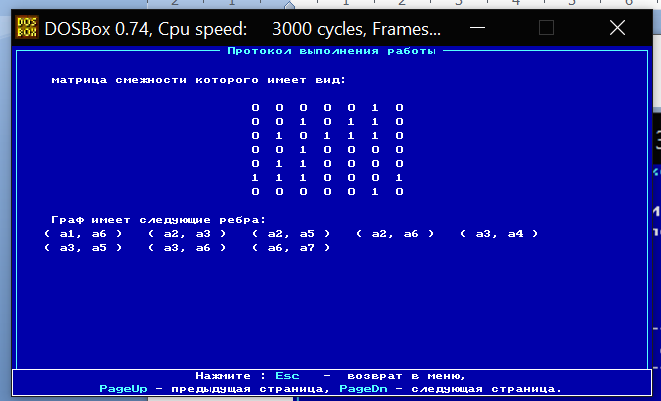 DOSBox 0.74, Cpu speed: 3000 cycles, Frames...
Протокол выполнения работы
матрица смежности которого имеет вид:
0 0 0 0 0 1 0
0 0 1 0 1 1 0
0 1 0 1 1 1 0
0 0 1 0 0 0 0
0 1 1 0 0 0 0
1 1 1 0 0 0 1
0 0 0 0 0 1 0
Граф имеет следующие ребра:
( a1, a6 ) ( a2, a3 ) ( a2, a5 ) ( a2, a6 ) ( a3, a4 )
( a3, a5 ) ( a3, a6 ) ( a6, a7 )
Нажмите : Esc - возврат в меню,
PageUp - предыдущая страница, PageDn - следующая страница.